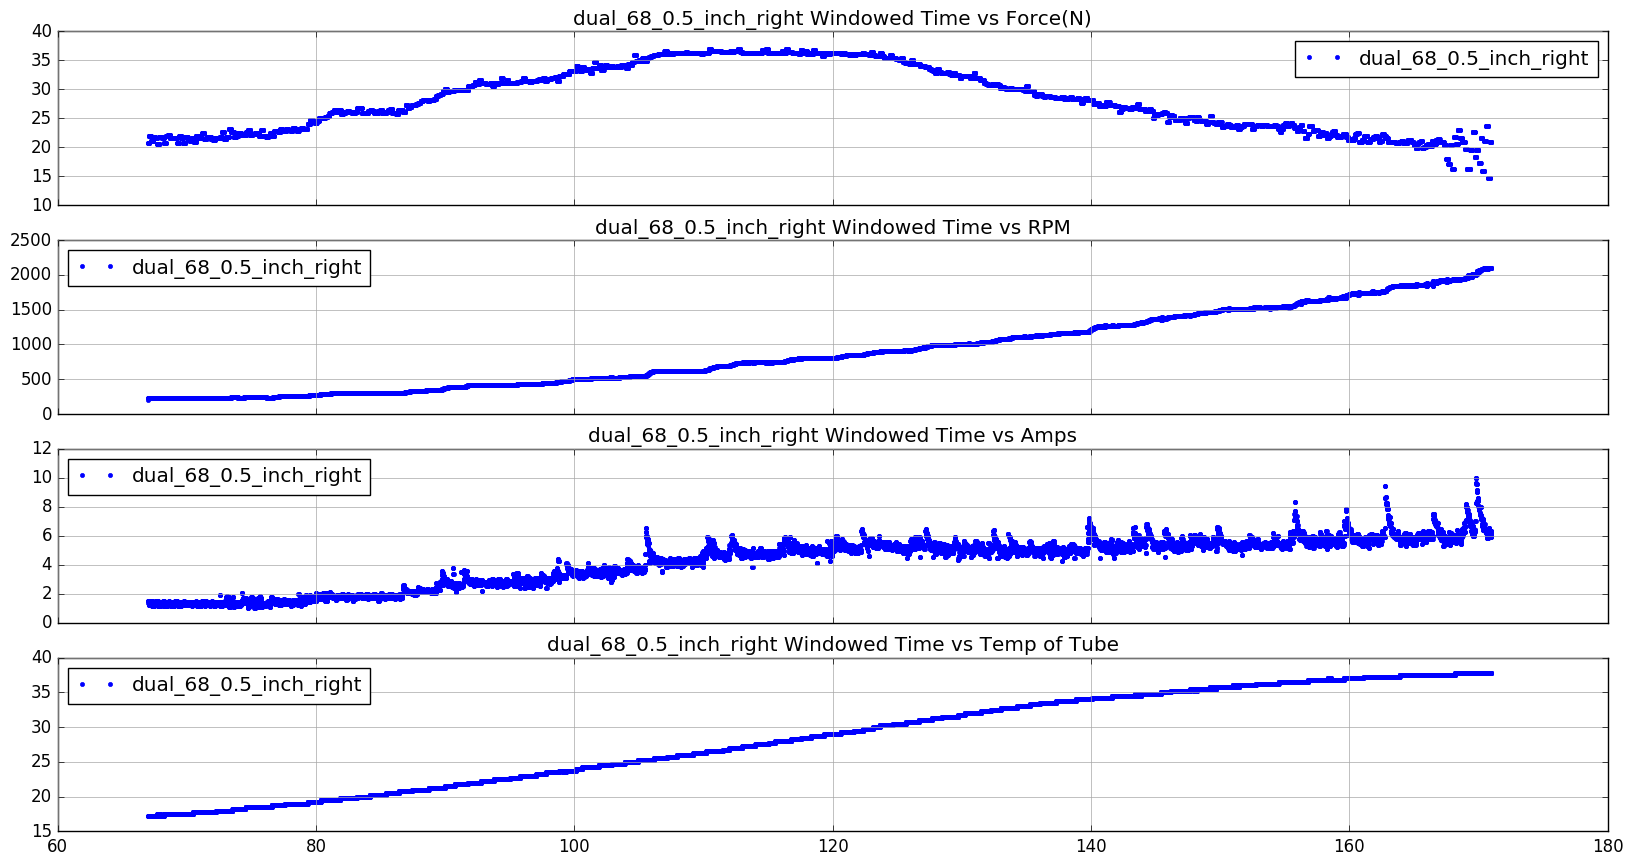 dual_68_0.5_inch_right Windowed Time vs Force(N)
40
35
30
25
20
15
10
dual_68_0.5_inch_right
dual_68_0.5_inch_right Windowed Time vs RPM
2500
2000
1500
1000
500
0
dual_68_0.5_inch_right
dual_68_0.5_inch_right Windowed Time vs Amps
12
10
8
6
4
2
0
dual_68_0.5_inch_right
dual_68_0.5_inch_right Windowed Time vs Temp of Tube
40
35
30
25
20
15
dual_68_0.5_inch_right
60 80 100 120 140 160 180